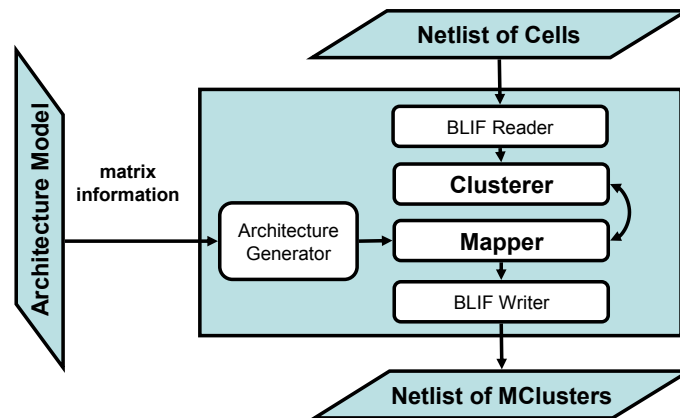 Netlist of Cells
BLIF Reader
Clusterer
Architecture Model
matrix
information
Architecture
Generator
Mapper
BLIF Writer
Netlist of MClusters